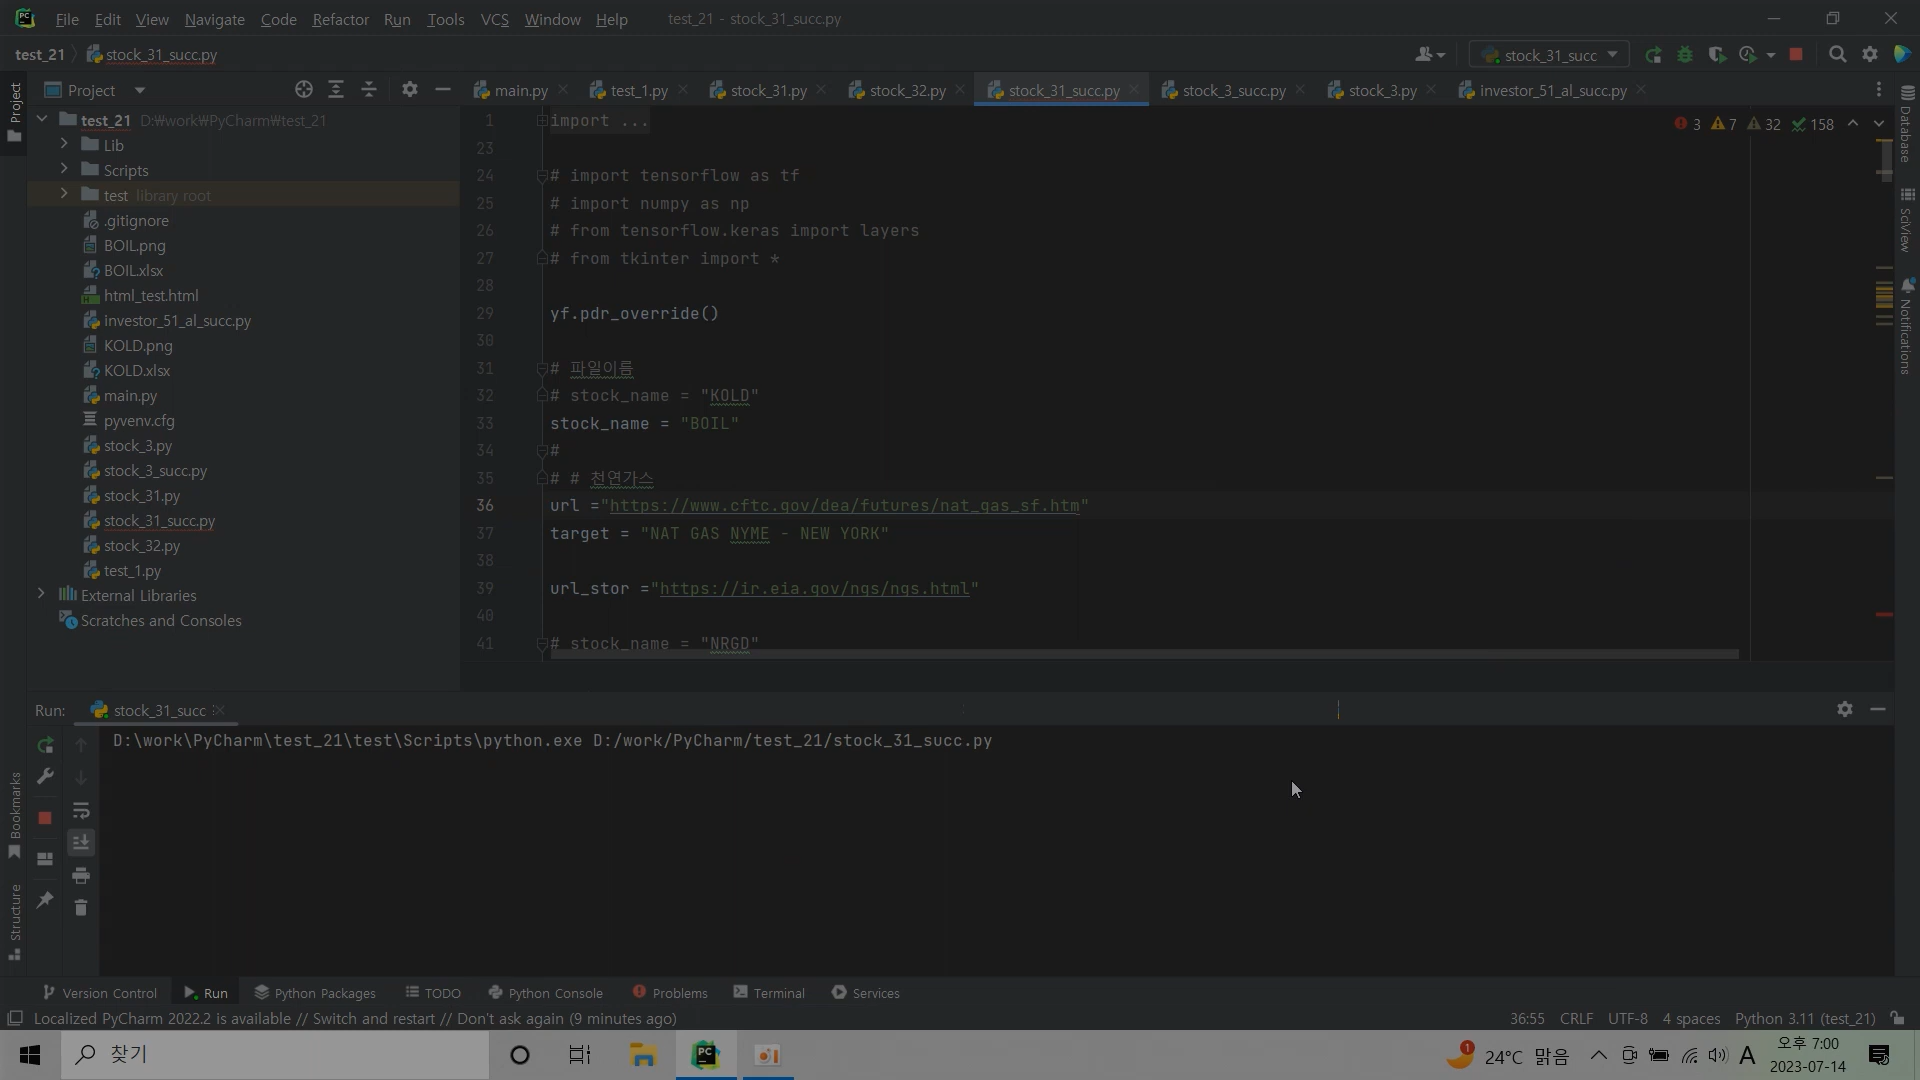 File Edit View Navigate Code Refactor Run Tools VCS Window Help test_21 - stock_31_succ.py
test_21 stock_31_succ.py stock_31_succ
Project main.py test_1.py stock_31.py stock_32.py stock_31_succ.py stock_3_succ.py stock_3.py investor_51_al_succ.py
Project
Database
SciView
Notifications
Bookmarks
Structure
test_21 D:₩work₩PyCharm₩test_21
Lib
Scripts
test library root
.gitignore
BOIL.png
BOIL.xlsx
html_test.html
investor_51_al_succ.py
KOLD.png
KOLD.xlsx
main.py
pyvenv.cfg
stock_3.py
stock_3_succ.py
stock_31.py
stock_31_succ.py
stock_32.py
test_1.py
External Libraries
Scratches and Consoles
3 7 32 158
1 import ...
23
24 # import tensorflow as tf
25 # import numpy as np
26 # from tensorflow.keras import layers
27 # from tkinter import *
28
29 yf.pdr_override()
30
31 # 파일이름
32 # stock_name = "KOLD"
33 stock_name = "BOIL"
34 #
35 # # 천연가스
36 url ="https://www.cftc.gov/dea/futures/nat_gas_sf.htm"
37 target = "NAT GAS NYME - NEW YORK"
38
39 url_stor ="https://ir.eia.gov/ngs/ngs.html"
40
41 # stock_name = "NRGD"
Run: stock_31_succ
D:\work\PyCharm\test_21\test\Scripts\python.exe D:/work/PyCharm/test_21/stock_31_succ.py
Version Control Run Python Packages TODO Python Console Problems Terminal Services
Localized PyCharm 2022.2 is available // Switch and restart // Don't ask again (9 minutes ago) 36:55 CRLF UTF-8 4 spaces Python 3.11 (test_21)
찾기 PC 1 24°C 맑음 A 오후 7:00
2023-07-14